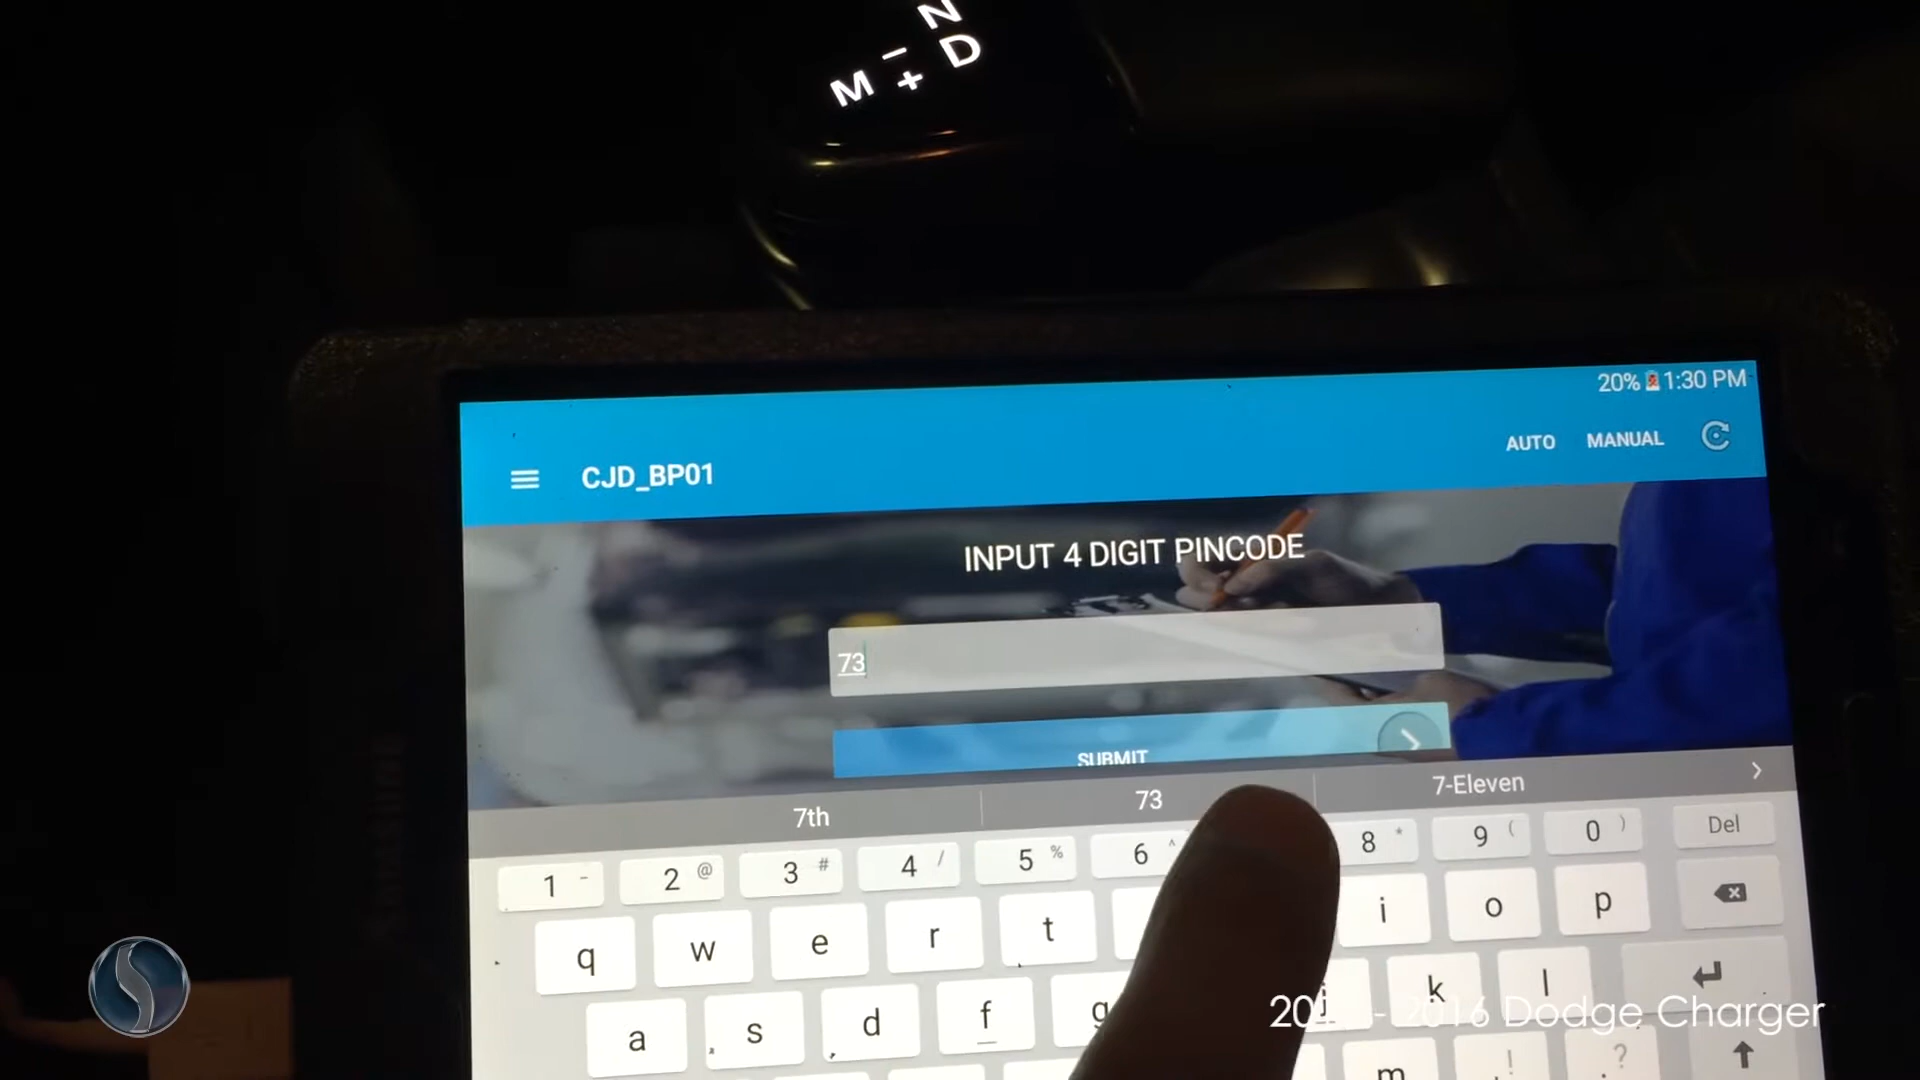 N
M - + D
20% 1:30 PM
CJD_BP01
AUTO MANUAL
INPUT 4 DIGIT PINCODE
73
SUBMIT
7th 73 7-Eleven
1 - 2 @ 3 # 4 / 5 % 6 ^ 8 * 9 ( 0 ) Del
q w e r t i o p
a s d f g j k l
m ! ?
2016 Dodge Charger